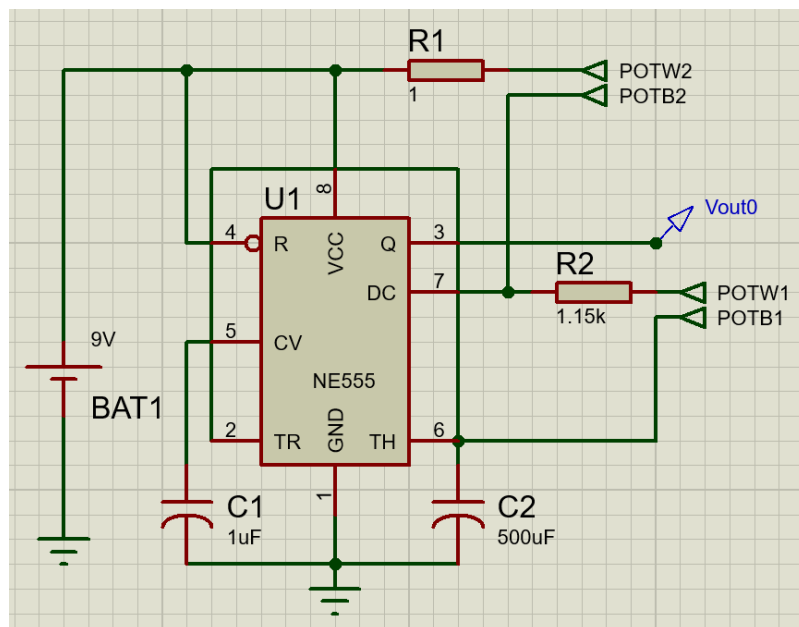 R1
1
POTW2
POTB2
U1
8
VCC
4
R
Q
3
Vout0
DC
7
R2
1.15k
POTW1
POTB1
9V
BAT1
5
CV
NE555
2
TR
GND
TH
6
1
C1
1uF
C2
500uF